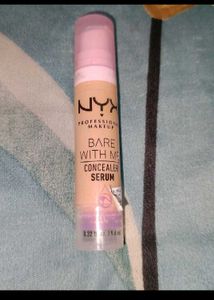 NYX
PROFESSIONAL
MAKEUP
BARE
WITH ME
CONCEALER
SERUM